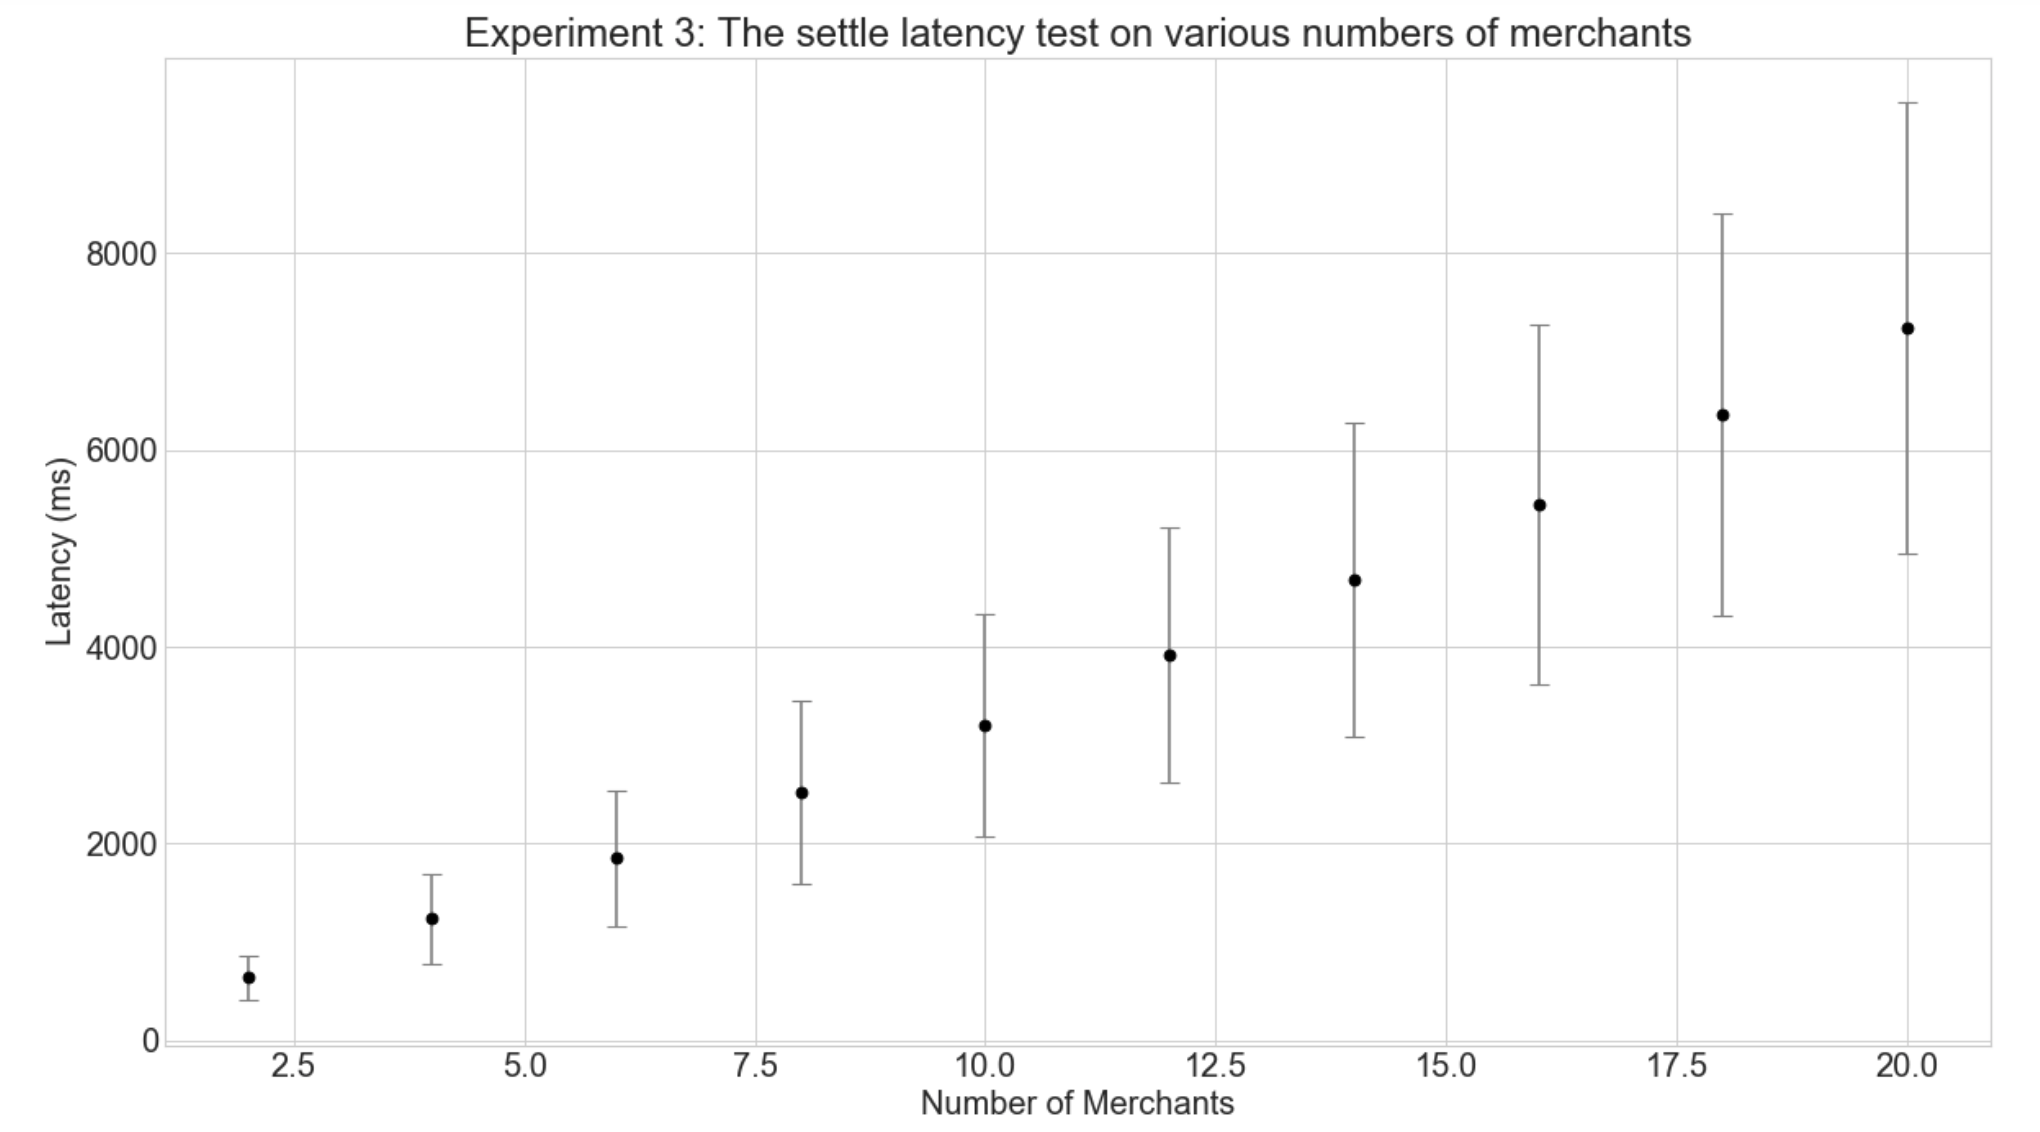 Experiment 3: The settle latency test on various numbers of merchants
8000
6000
4000
2000
0
Latency (ms)
2.5 5.0 7.5 10.0 12.5 15.0 17.5 20.0
Number of Merchants